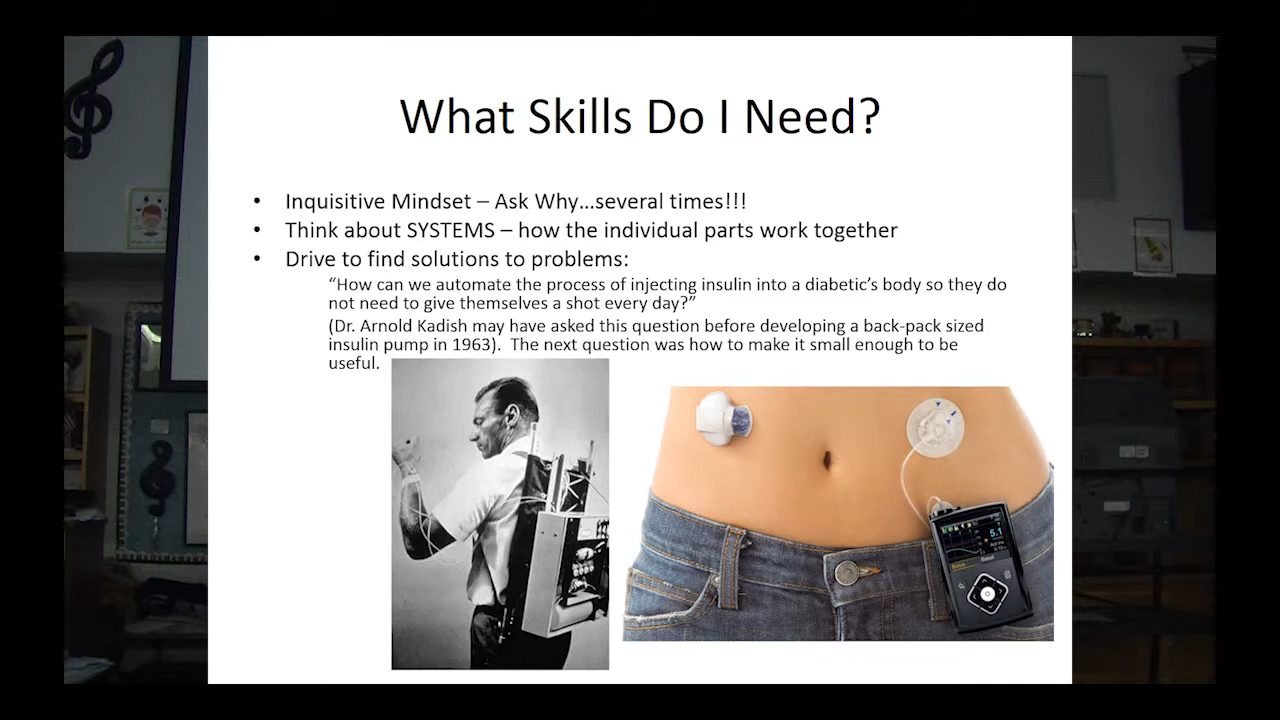 What Skills Do I Need?
• Inquisitive Mindset – Ask Why…several times!!!
• Think about SYSTEMS – how the individual parts work together
• Drive to find solutions to problems:
“How can we automate the process of injecting insulin into a diabetic’s body so they do
not need to give themselves a shot every day?”
(Dr. Arnold Kadish may have asked this question before developing a back-pack sized
insulin pump in 1963).  The next question was how to make it small enough to be
useful.
5.1